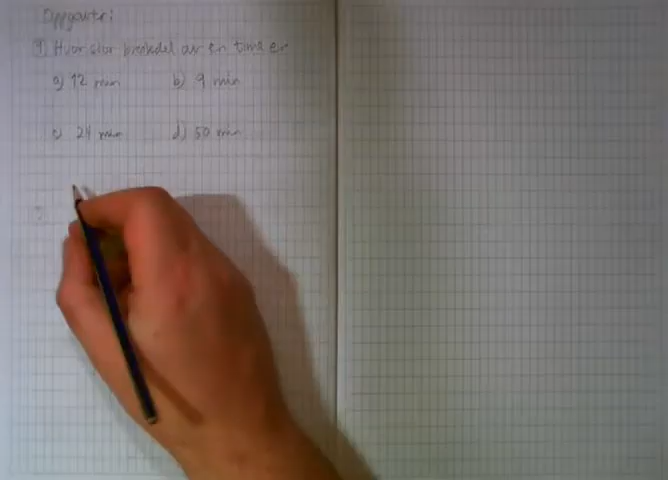 Oppgaver:
1) Hvor stor brøkdel av en time er
a) 12 min b) 9 min
c) 24 min d) 50 min